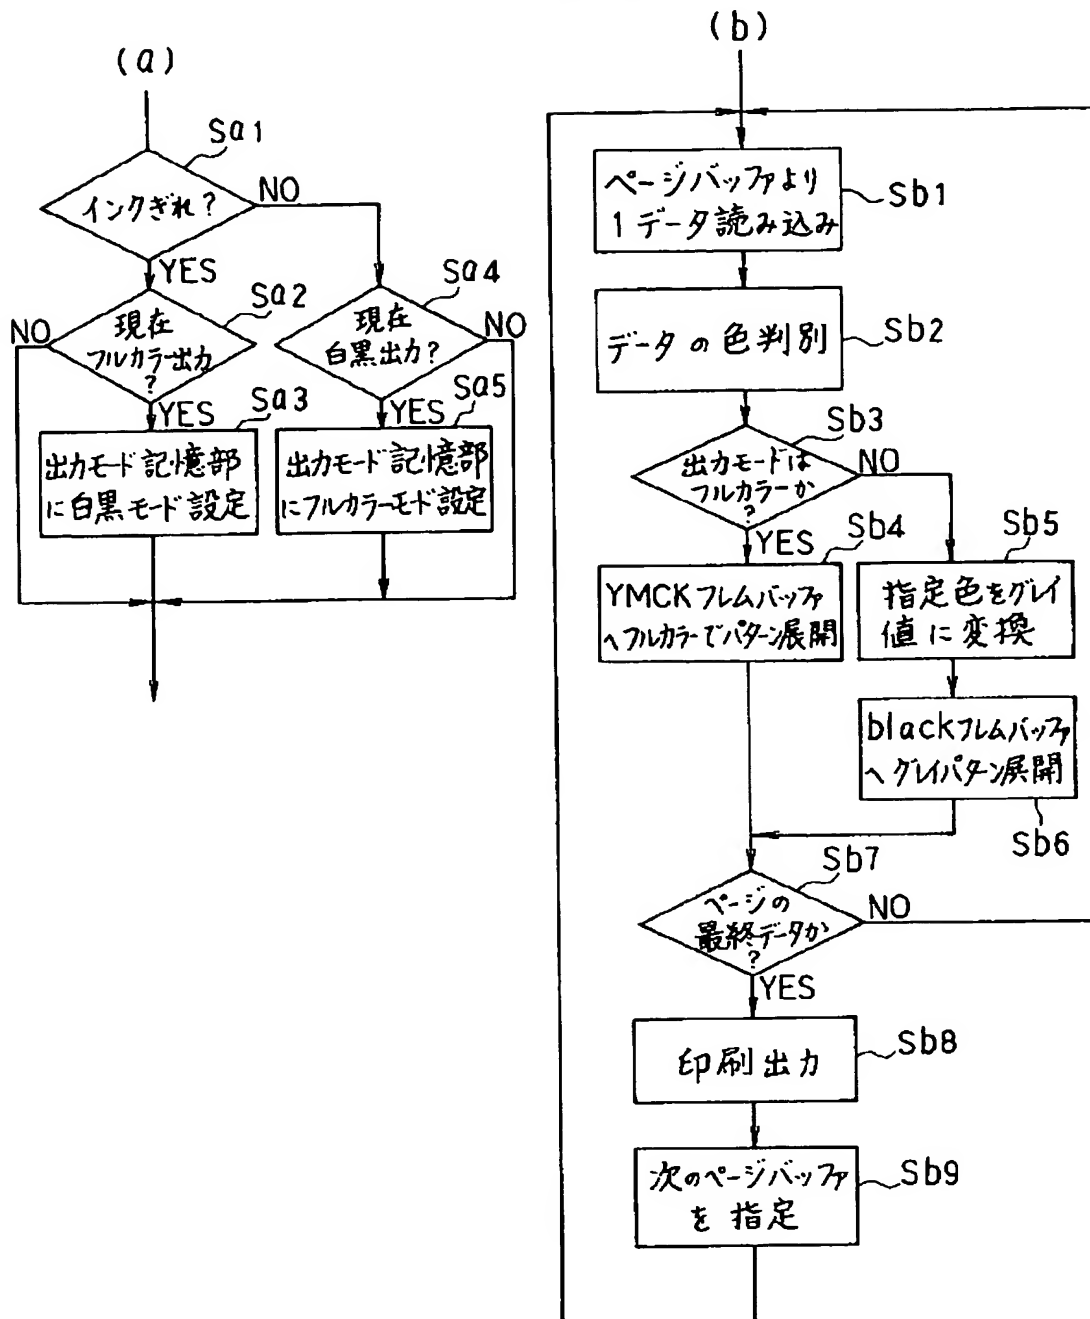 (a)
Sa1
インクぎれ?
NO
YES
Sa2
現在
フルカラー出力
?
NO
YES
Sa4
現在
白黒出力?
NO
YES
Sa3
出力モード記憶部
に白黒モード設定
Sa5
出力モード記憶部
にフルカラーモード設定
(b)
ページバッファより
1データ読み込み
Sb1
データの色判別
Sb2
Sb3
出力モードは
フルカラーか
?
NO
YES
Sb4
YMCKフレムバッファ
へフルカラーでパターン展開
Sb5
指定色をグレイ
値に変換
blackフレムバッファ
へグレイパターン展開
Sb6
Sb7
ページの
最終データか
?
NO
YES
印刷出力
Sb8
次のページバッファ
を指定
Sb9